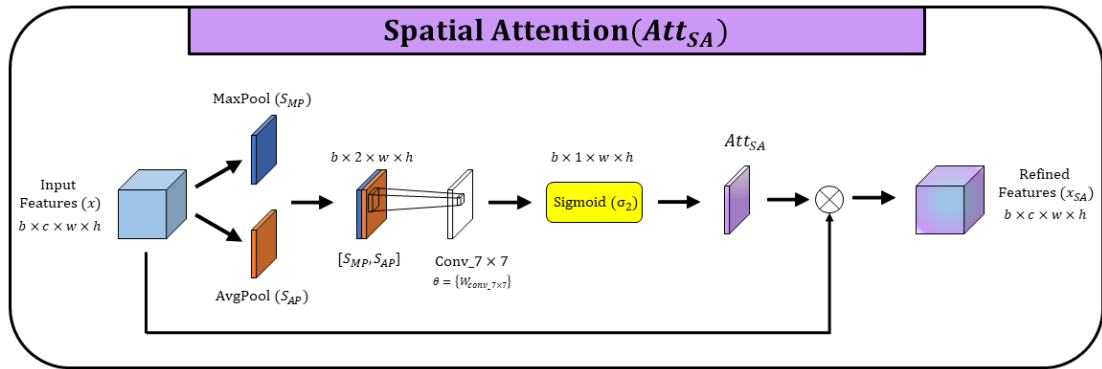 Spatial Attention(Att_SA)
MaxPool (S_MP)
Input
Features (x)
b × c × w × h
AvgPool (S_AP)
b × 2 × w × h
[S_MP, S_AP]
Conv_7 × 7
θ = {W_conv_7×7}
b × 1 × w × h
Sigmoid (σ₂)
Att_SA
Refined
Features (x_SA)
b × c × w × h